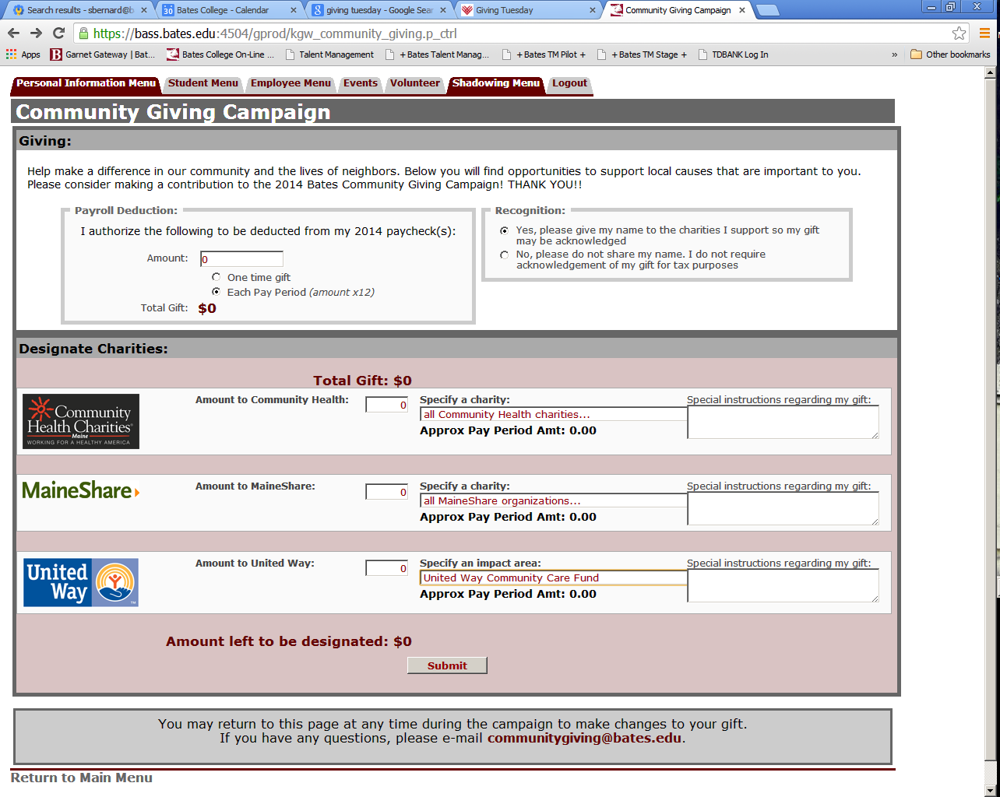 Search results - sbernard@b
30 Bates College - Calendar
giving tuesday - Google Sear
Giving Tuesday
Community Giving Campaign
https://bass.bates.edu:4504/gprod/kgw_community_giving.p_ctrl
Apps
B Garnet Gateway | Bat...
Bates College On-Line ...
Talent Management
+Bates Talent Manag...
+Bates TM Pilot +
+Bates TM Stage +
TDBANK Log In
» Other bookmarks
Personal Information Menu
Student Menu
Employee Menu
Events
Volunteer
Shadowing Menu
Logout
Community Giving Campaign
Giving:
Help make a difference in our community and the lives of neighbors. Below you will find opportunities to support local causes that are important to you.
Please consider making a contribution to the 2014 Bates Community Giving Campaign! THANK YOU!!
Payroll Deduction:
I authorize the following to be deducted from my 2014 paycheck(s):
Amount: 0
One time gift
Each Pay Period (amount x12)
Total Gift: $0
Recognition:
Yes, please give my name to the charities I support so my gift
may be acknowledged
No, please do not share my name. I do not require
acknowledgement of my gift for tax purposes
Designate Charities:
Total Gift: $0
Community
Health Charities®
Maine
WORKING FOR A HEALTHY AMERICA
Amount to Community Health: 0
Specify a charity:
all Community Health charities...
Approx Pay Period Amt: 0.00
Special instructions regarding my gift:
MaineShare
Amount to MaineShare: 0
Specify a charity:
all MaineShare organizations...
Approx Pay Period Amt: 0.00
Special instructions regarding my gift:
United
Way
™
Amount to United Way: 0
Specify an impact area:
United Way Community Care Fund
Approx Pay Period Amt: 0.00
Special instructions regarding my gift:
Amount left to be designated: $0
Submit
You may return to this page at any time during the campaign to make changes to your gift.
If you have any questions, please e-mail communitygiving@bates.edu.
Return to Main Menu